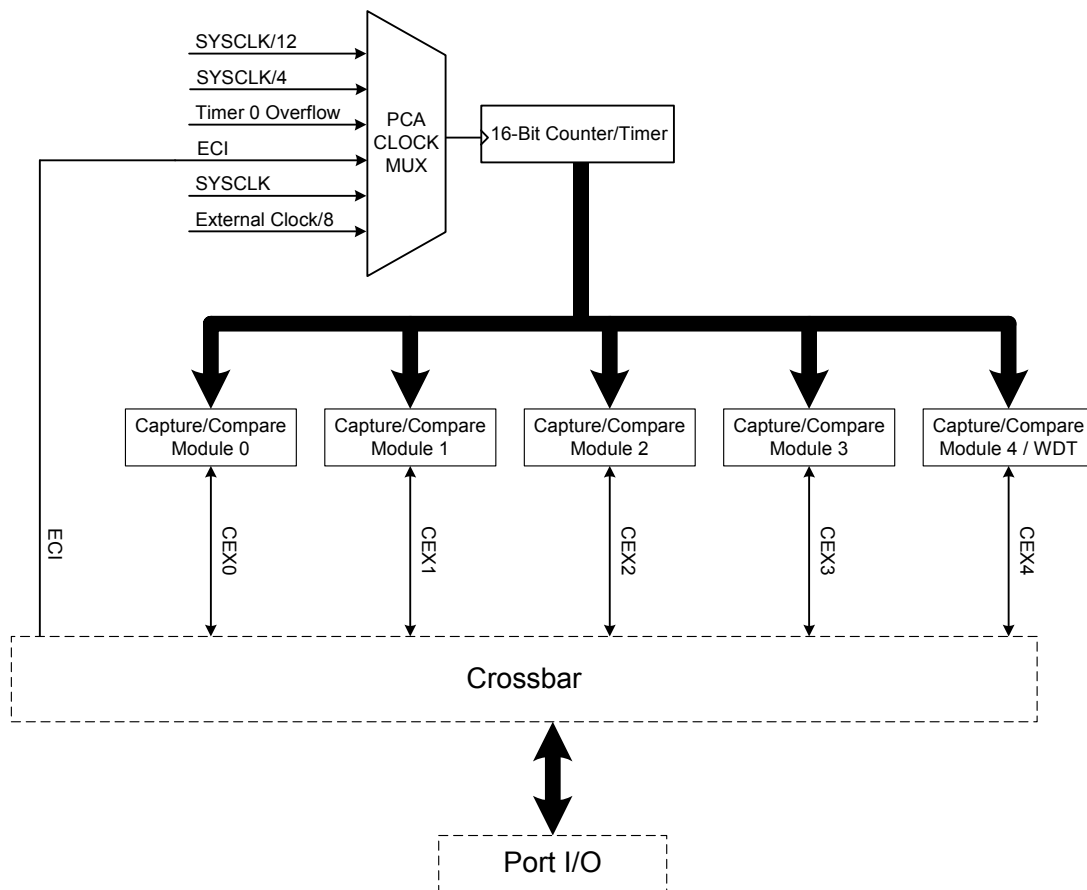 SYSCLK/12
SYSCLK/4
Timer 0 Overflow
ECI
SYSCLK
External Clock/8
PCA
CLOCK
MUX
16-Bit Counter/Timer
Capture/Compare
Module 0
Capture/Compare
Module 1
Capture/Compare
Module 2
Capture/Compare
Module 3
Capture/Compare
Module 4 / WDT
ECI
CEX0
CEX1
CEX2
CEX3
CEX4
Crossbar
Port I/O